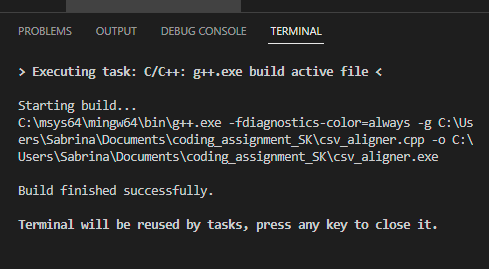 PROBLEMS OUTPUT DEBUG CONSOLE TERMINAL
> Executing task: C/C++: g++.exe build active file <
Starting build...
C:\msys64\mingw64\bin\g++.exe -fdiagnostics-color=always -g C:\Us
ers\Sabrina\Documents\coding_assignment_SK\csv_aligner.cpp -o C:\
Users\Sabrina\Documents\coding_assignment_SK\csv_aligner.exe
Build finished successfully.
Terminal will be reused by tasks, press any key to close it.